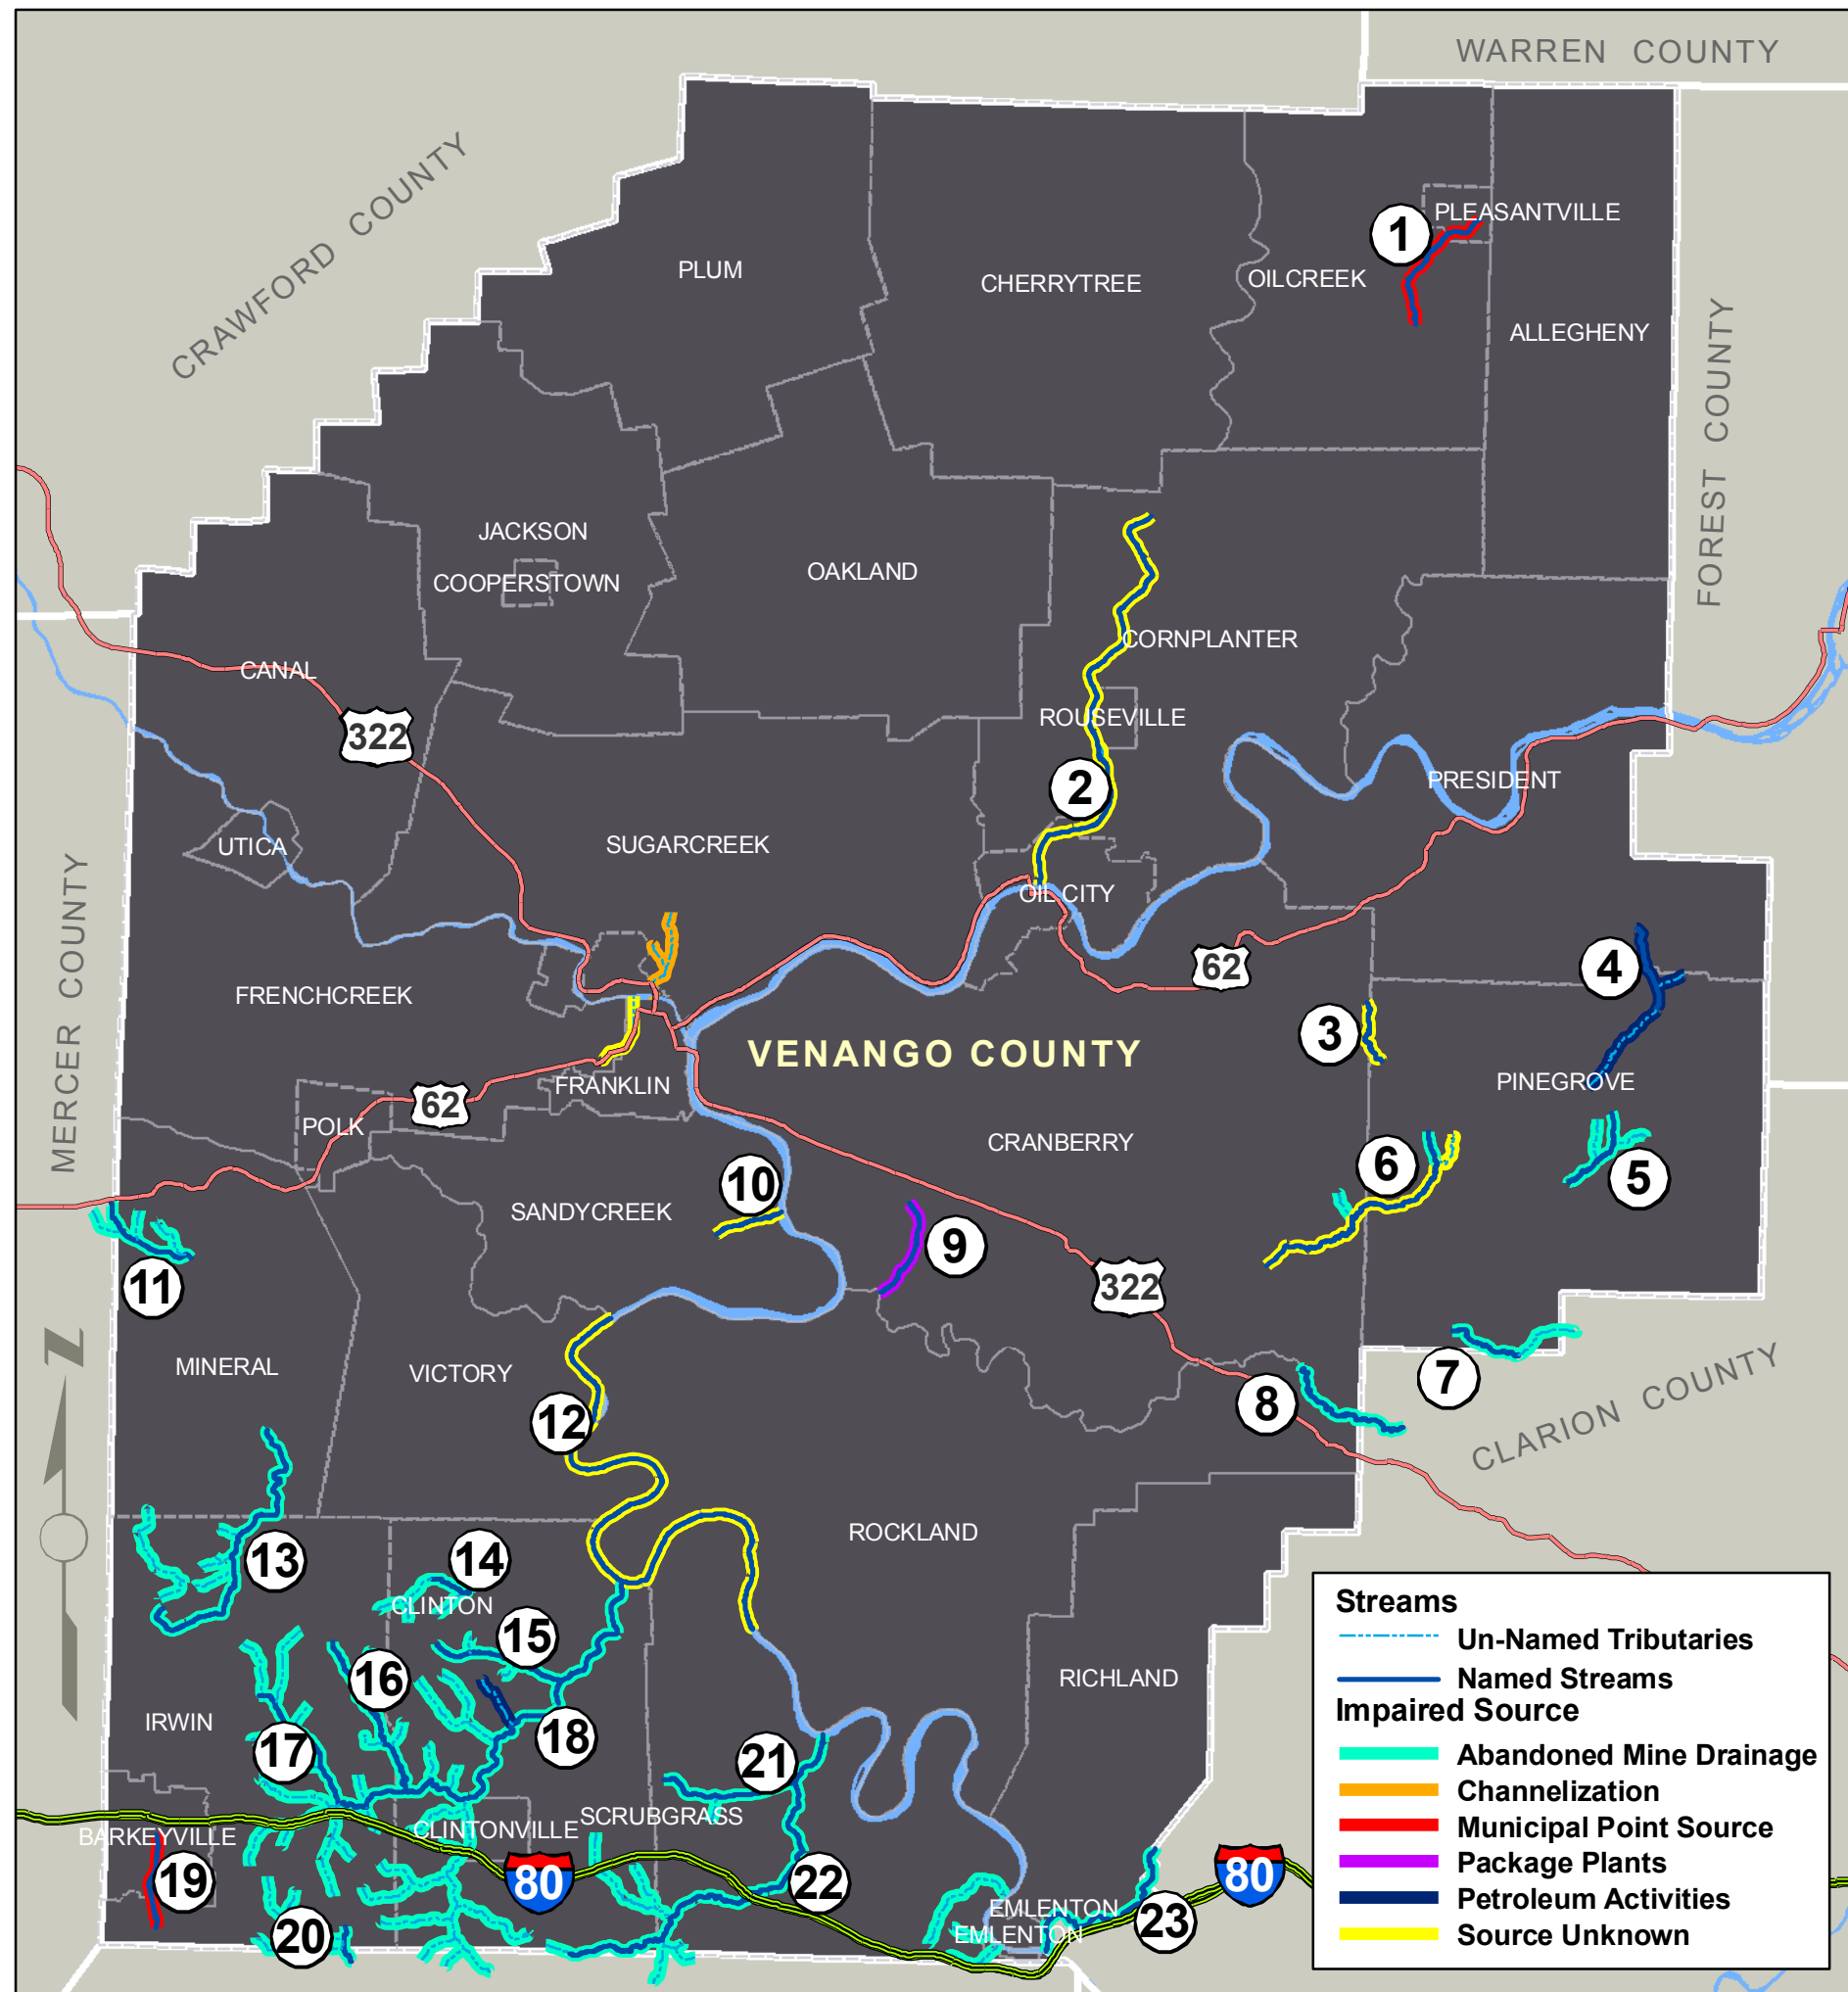 WARREN COUNTY
CRAWFORD COUNTY
PLEASANTVILLE
1
PLUM
CHERRYTREE
OILCREEK
ALLEGHENY
FOREST COUNTY
JACKSON
COOPERSTOWN
OAKLAND
CORNPLANTER
CANAL
322
ROUSEVILLE
2
PRESIDENT
UTICA
SUGARCREEK
OIL CITY
MERCER COUNTY
62
4
FRENCHCREEK
3
VENANGO COUNTY
PINEGROVE
FRANKLIN
62
POLK
CRANBERRY
6
5
10
SANDYCREEK
9
11
322
MINERAL
VICTORY
7
8
CLARION COUNTY
12
ROCKLAND
13
14
CLINTON
15
16
RICHLAND
IRWIN
17
18
21
SCRUBGRASS
BARKEYVILLE
CLINTONVILLE
19
80
22
80
EMLENTON
EMLENTON
23
20
Z
Streams
Un-Named Tributaries
Named Streams
Impaired Source
Abandoned Mine Drainage
Channelization
Municipal Point Source
Package Plants
Petroleum Activities
Source Unknown